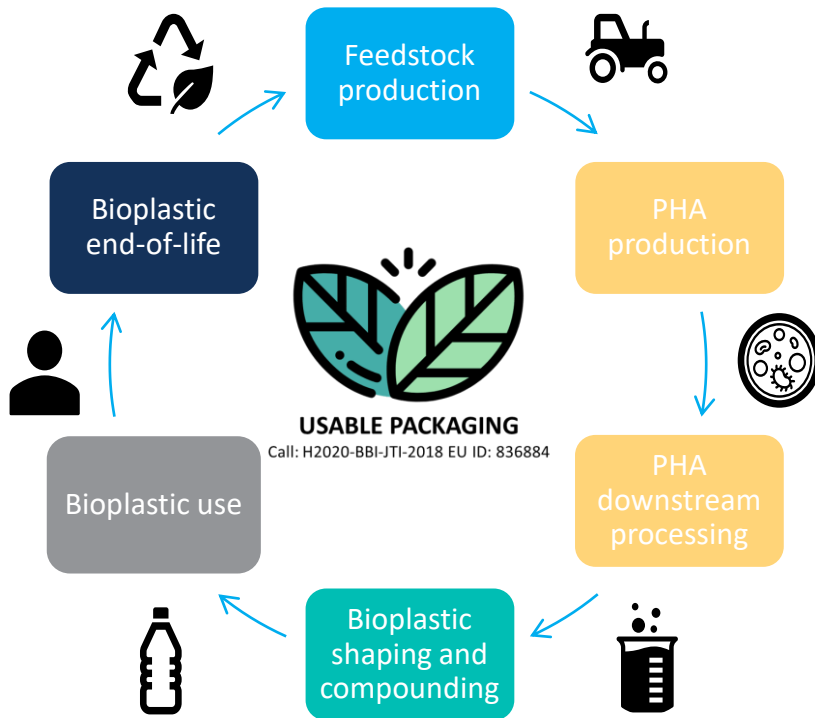 Feedstock
production
PHA
production
PHA
downstream
processing
Bioplastic
shaping and
compounding
Bioplastic use
Bioplastic
end-of-life
USABLE PACKAGING
Call: H2020-BBI-JTI-2018 EU ID: 836884